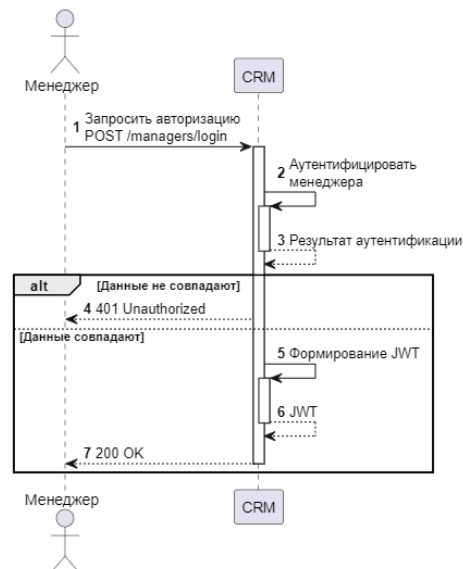 Менеджер
CRM
1 Запросить авторизацию
POST /managers/login
2 Аутентифицировать
менеджера
3 Результат аутентификации
alt [Данные не совпадают]
4 401 Unauthorized
[Данные совпадают]
5 Формирование JWT
6 JWT
7 200 OK
Менеджер
CRM